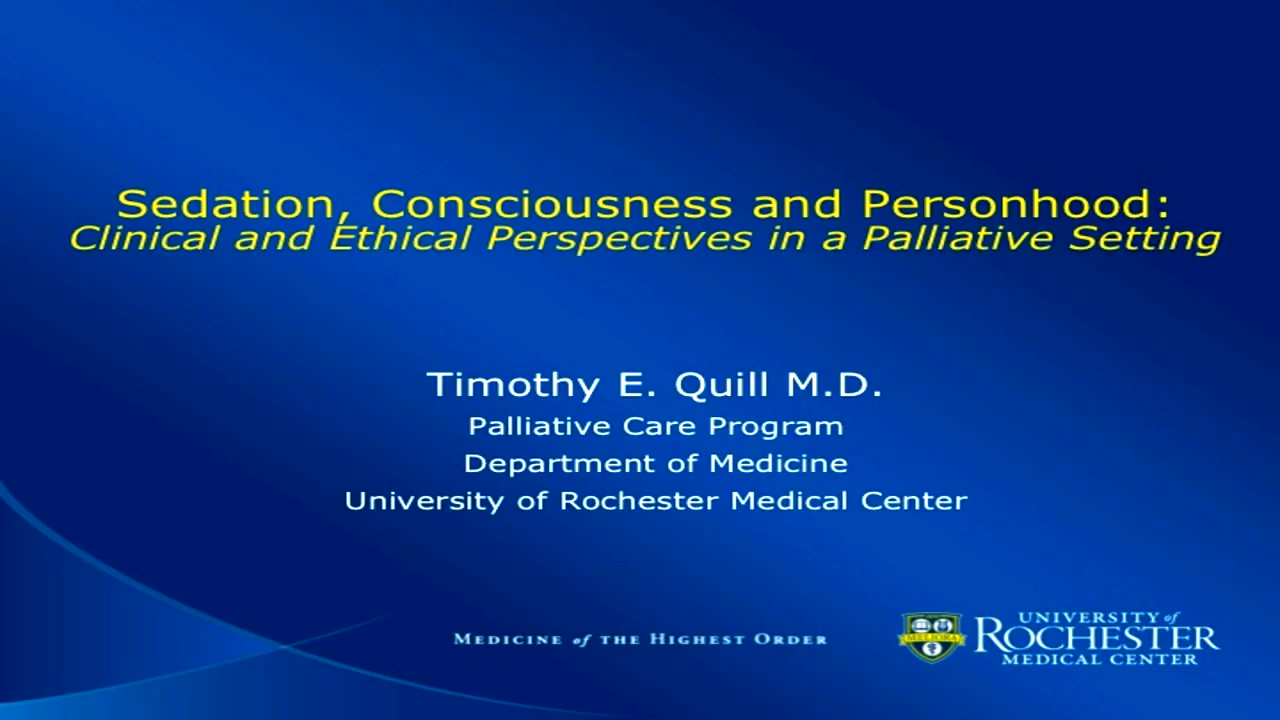 Sedation, Consciousness and Personhood:
Clinical and Ethical Perspectives in a Palliative Setting
Timothy E. Quill M.D.
Palliative Care Program
Department of Medicine
University of Rochester Medical Center
MEDICINE of THE HIGHEST ORDER
MELIORA
UNIVERSITY of
ROCHESTER
MEDICAL CENTER